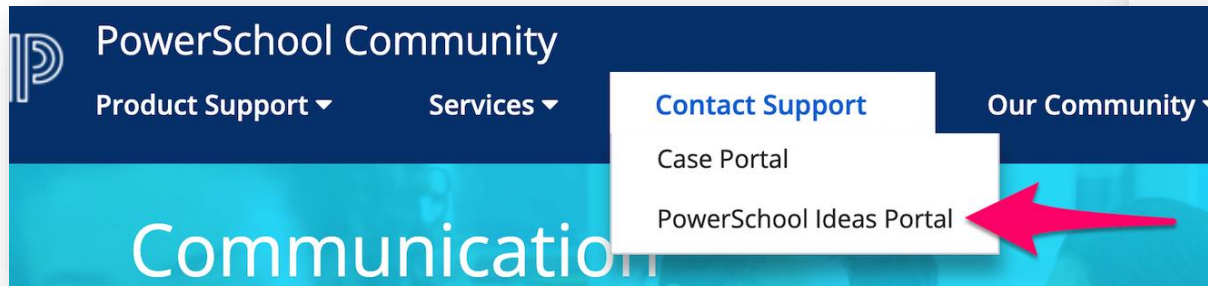 PowerSchool Community
Product Support Services Contact Support Our Community
Case Portal
PowerSchool Ideas Portal
Communication